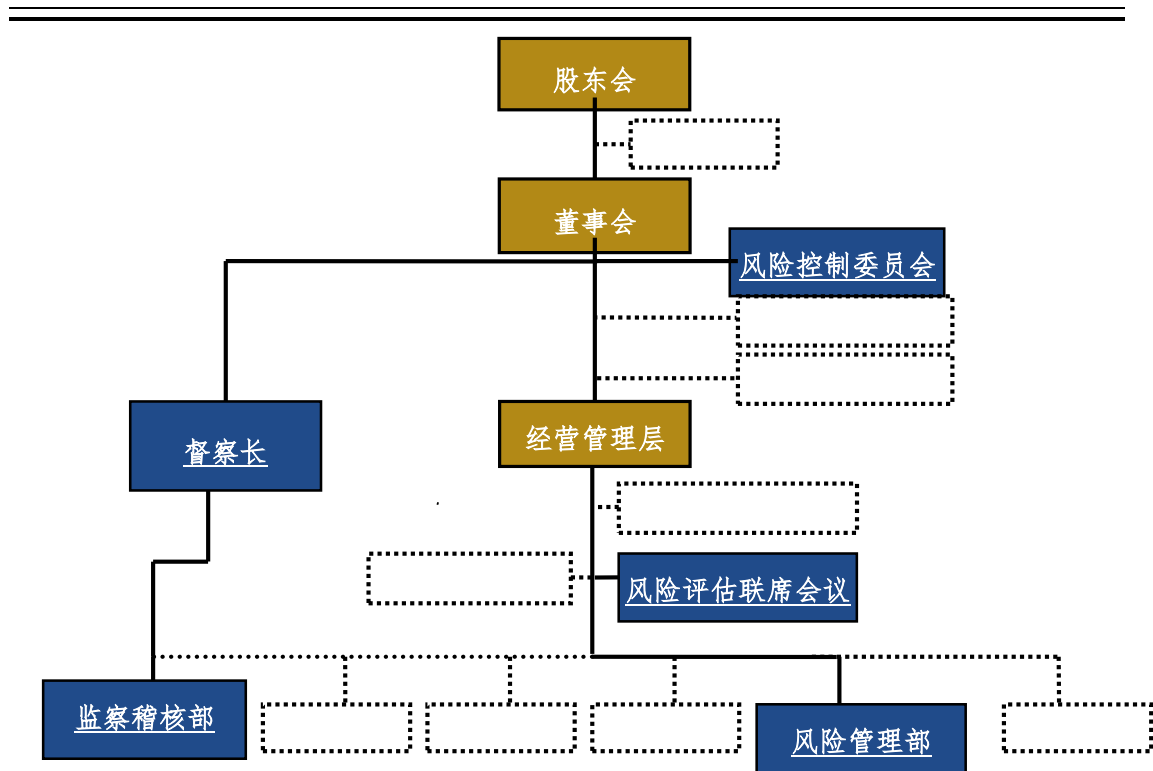 股东会
董事会
风险控制委员会
督察长
经营管理层
风险评估联席会议
监察稽核部
风险管理部